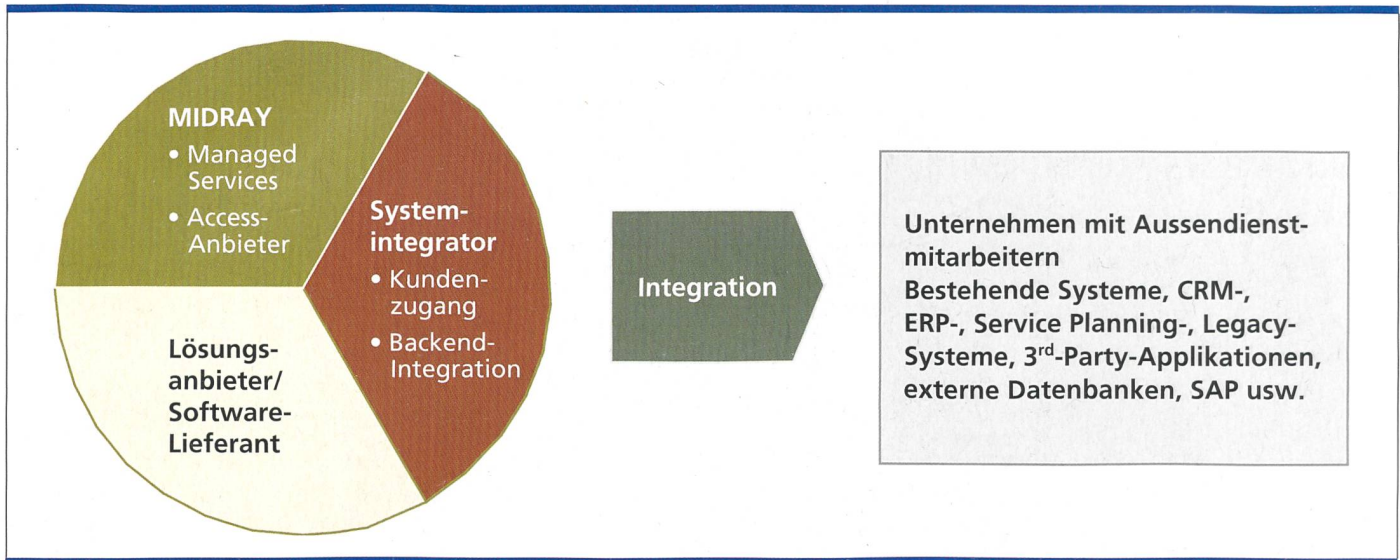 MIDRAY
• Managed
Services
• Access-
Anbieter
System-
integrator
• Kunden-
zugang
• Backend-
Integration
Lösungs-
anbieter/
Software-
Lieferant
Integration
Unternehmen mit Aussendienst-
mitarbeitern
Bestehende Systeme, CRM-,
ERP-, Service Planning-, Legacy-
Systeme, 3rd-Party-Applikationen,
externe Datenbanken, SAP usw.